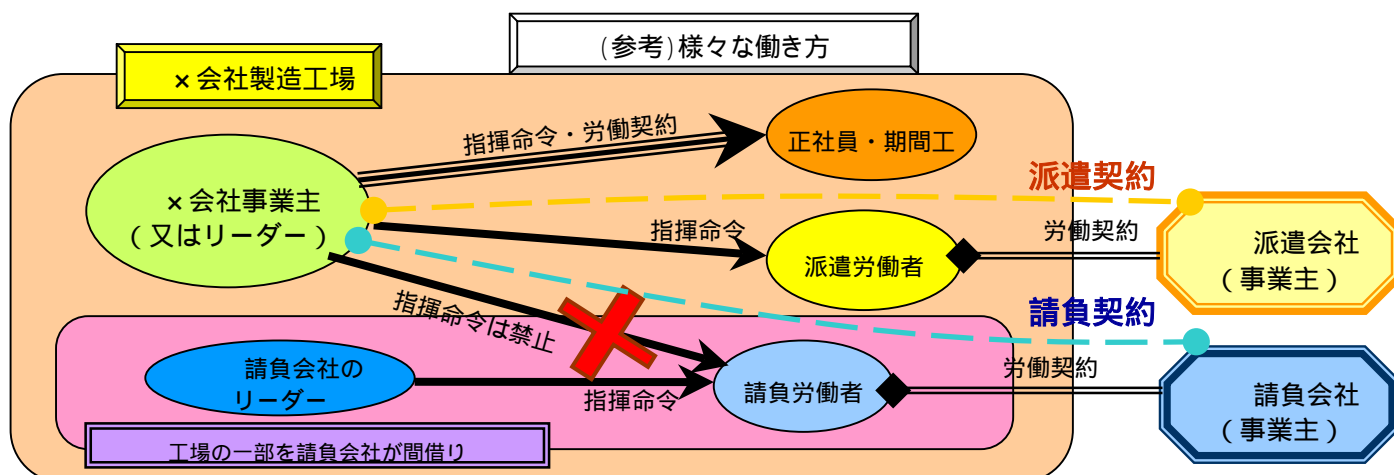 (参考)様々な働き方
×会社製造工場
指揮命令・労働契約
正社員・期間工
派遣契約
×会社事業主
(又はリーダー)
指揮命令
派遣労働者
労働契約
派遣会社
(事業主)
請負契約
指揮命令は禁止
請負会社の
リーダー
指揮命令
請負労働者
労働契約
請負会社
(事業主)
工場の一部を請負会社が間借り